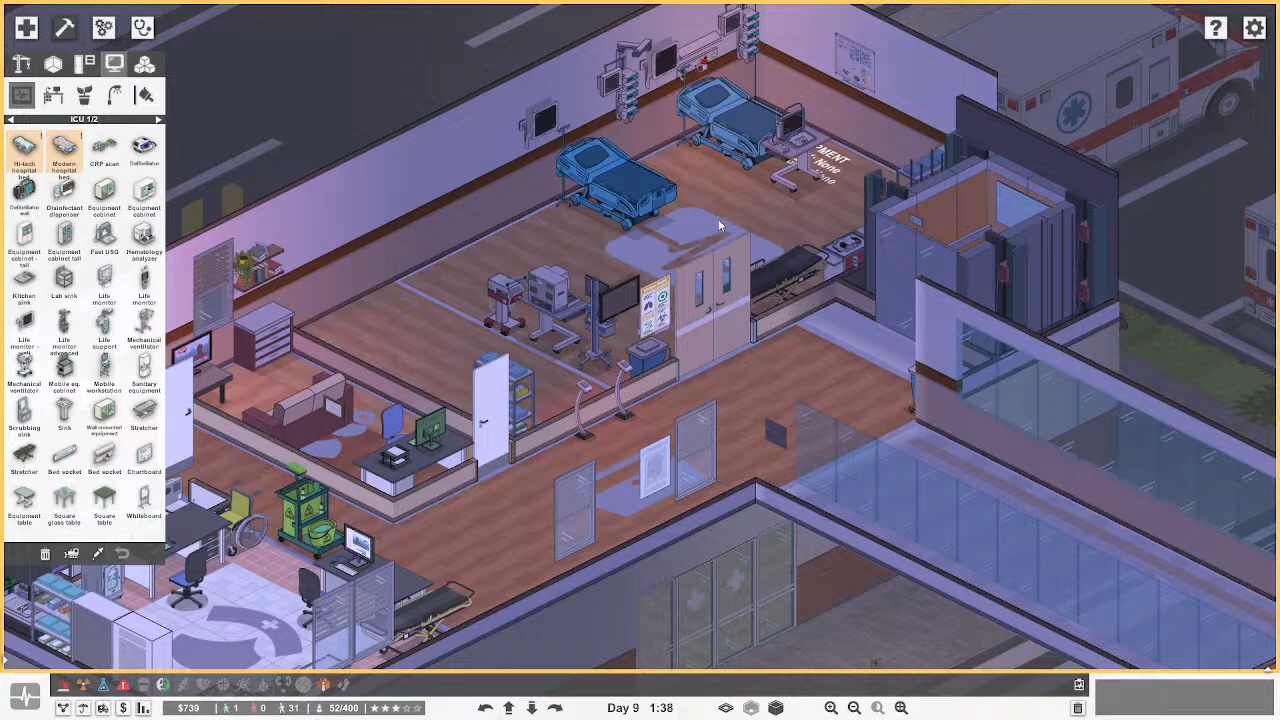 ICU 1/2
Hi-tech hospital bed
Modern hospital bed
CRP scan
Defibrillator
Defibrillator wall
Disinfectant dispenser
Equipment cabinet
Equipment cabinet
Equipment cabinet - tall
Equipment cabinet tall
Fast USG
Hematology analyzer
Kitchen sink
Lab sink
Life monitor
Life monitor
Life monitor - wall
Life monitor advanced
Life support
Mechanical ventilator
Mechanical ventilator
Mobile eq. cabinet
Mobile workstation
Sanitary equipment
Scrubbing sink
Sink
Wall-mounted equipment
Stretcher
Stretcher
Bed socket
Bed socket
Chartboard
Equipment table
Square glass table
Square table
Whiteboard
None
None
?
$739
1
0
31
52/400
Day 9
1:38